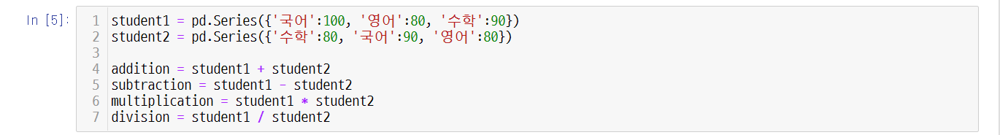 In [5]:
1 student1 = pd.Series({'국어':100, '영어':80, '수학':90})
2 student2 = pd.Series({'수학':80, '국어':90, '영어':80})
3
4 addition = student1 + student2
5 subtraction = student1 - student2
6 multiplication = student1 * student2
7 division = student1 / student2